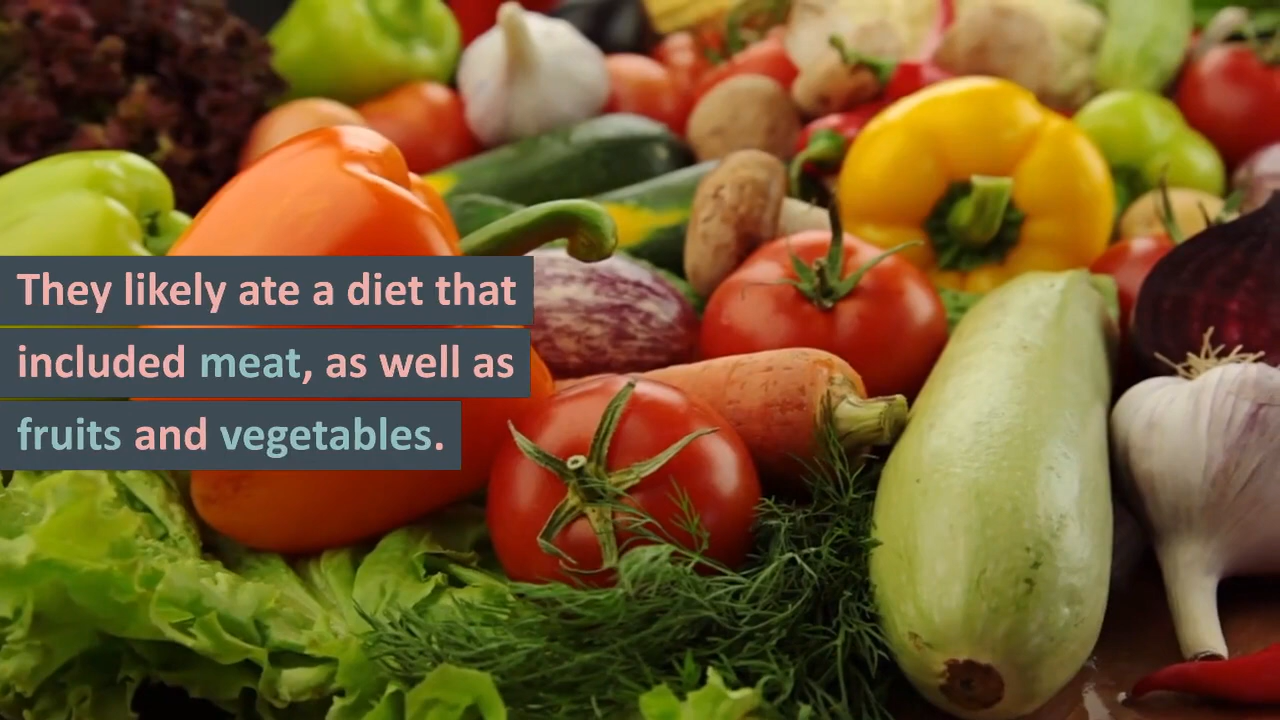 They likely ate a diet that
included meat, as well as
fruits and vegetables.